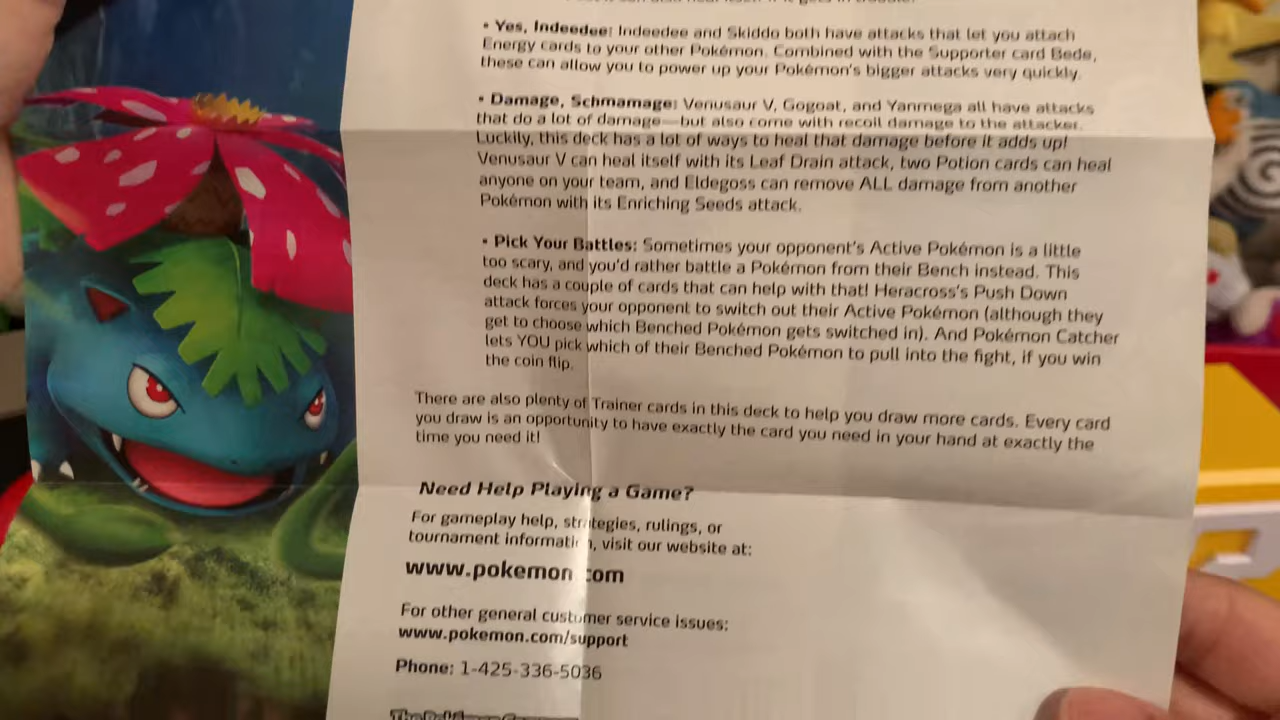 • Yes, Indeedee: Indeedee and Skiddo both have attacks that let you attach
Energy cards to your other Pokémon. Combined with the Supporter card Bede,
these can allow you to power up your Pokémon's bigger attacks very quickly.
• Damage, Schmamage: Venusaur V, Gogoat, and Yanmega all have attacks
that do a lot of damage—but also come with recoil damage to the attacker.
Luckily, this deck has a lot of ways to heal that damage before it adds up!
Venusaur V can heal itself with its Leaf Drain attack, two Potion cards can heal
anyone on your team, and Eldegoss can remove ALL damage from another
Pokémon with its Enriching Seeds attack.
• Pick Your Battles: Sometimes your opponent's Active Pokémon is a little
too scary, and you'd rather battle a Pokémon from their Bench instead. This
deck has a couple of cards that can help with that! Heracross's Push Down
attack forces your opponent to switch out their Active Pokémon (although they
get to choose which Benched Pokémon gets switched in). And Pokémon Catcher
lets YOU pick which of their Benched Pokémon to pull into the fight, if you win
the coin flip.
There are also plenty of Trainer cards in this deck to help you draw more cards. Every card
you draw is an opportunity to have exactly the card you need in your hand at exactly the
time you need it!
Need Help Playing a Game?
For gameplay help, strategies, rulings, or
tournament information, visit our website at:
www.pokemon.com
For other general customer service issues:
www.pokemon.com/support
Phone: 1-425-336-5036
The Pokémon